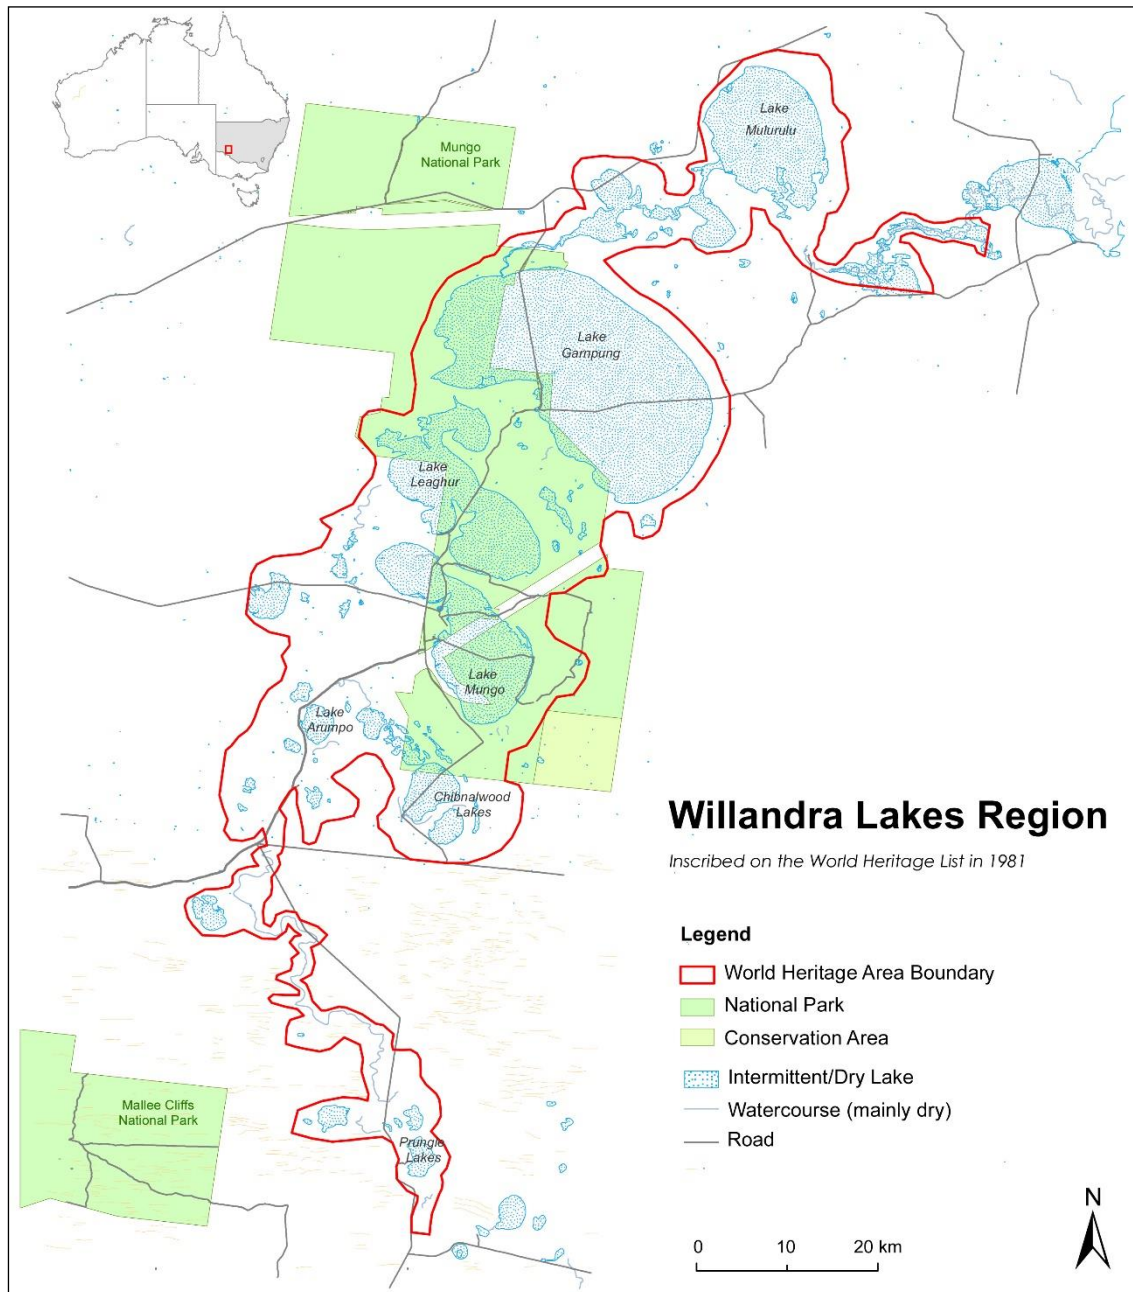 Lake
Mulurulu
Mungo
National Park
Lake
Garnpung
Lake
Leaghur
Lake
Mungo
Lake
Arumpo
Chibnalwood
Lakes
Willandra Lakes Region
Inscribed on the World Heritage List in 1981
Legend
World Heritage Area Boundary
National Park
Conservation Area
Intermittent/Dry Lake
Watercourse (mainly dry)
Road
Mallee Cliffs
National Park
Prungle
Lakes
N
0 10 20 km